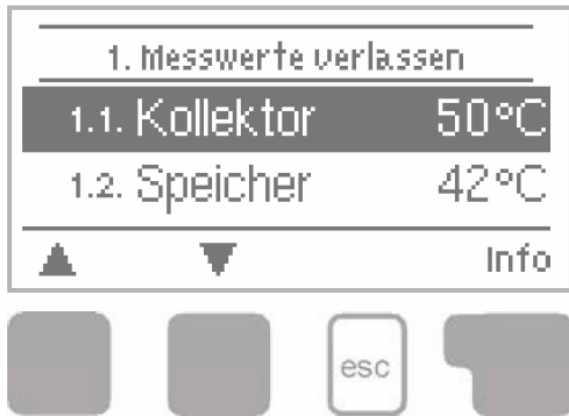 1. Messwerte verlassen
1.1. Kollektor 50°C
1.2. Speicher 42°C
Info
esc